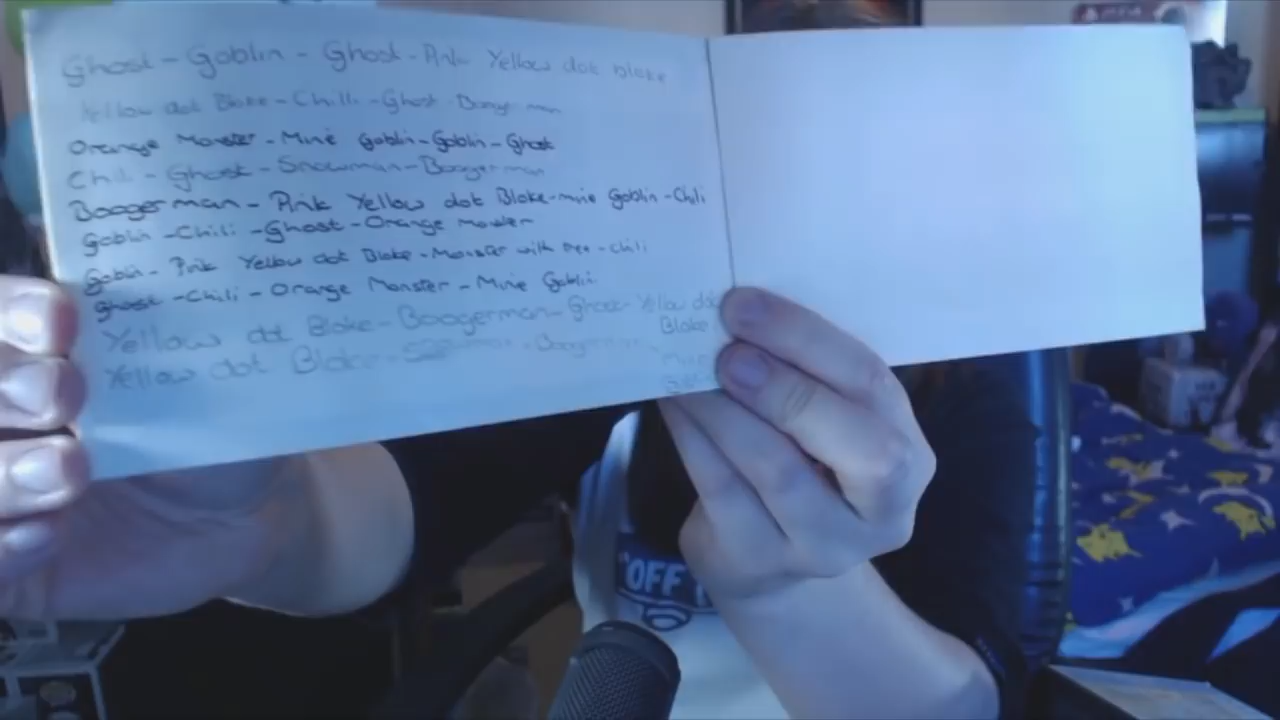 Ghost - Goblin - Ghost - Pink Yellow dot Bloke
Yellow dot Bloke - Chilli - Ghost Boogerman
Orange Monster - Mine Goblin - Goblin - Ghost
Chili - Ghost - Snowman - Boogerman
Boogerman - Pink Yellow dot Bloke - mine Goblin - Chili
Goblin - Chili - Ghost - Orange monster
Goblin - Pink Yellow dot Bloke - Monster with - Chili
Ghost - Chili - Orange Monster - Mine Goblin
Yellow dot Bloke - Boogerman - Ghost - Yellow dot
Bloke
Yellow dot Bloke - Boogerman
Mine
OFF